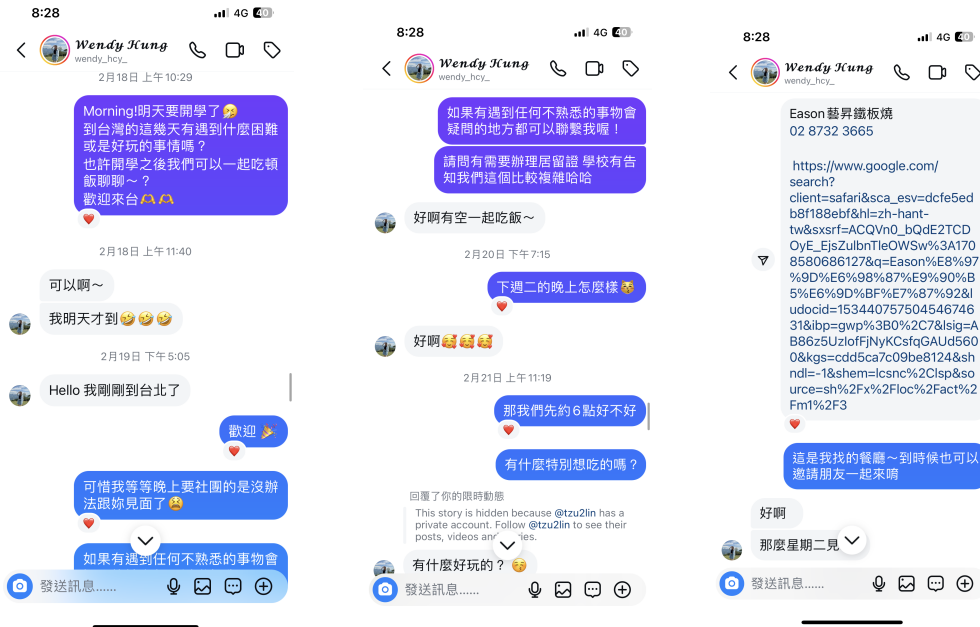 8:28
4G 40
Wendy Hung
wendy_hcy_
2月18日 上午10:29
Morning!明天要開學了🤧
到台灣的這幾天有遇到什麼困難
或是好玩的事情嗎？
也許開學之後我們可以一起吃頓
飯聊聊～？
歡迎來台🫶🫶
2月18日 上午11:40
可以啊～
我明天才到🤣🤣🤣
2月19日 下午5:05
Hello 我剛剛到台北了
歡迎 🎉
可惜我等等晚上要社團的是沒辦
法跟妳見面了😫
如果有遇到任何不熟悉的事物會
發送訊息......
8:28
4G 40
Wendy Hung
wendy_hcy_
如果有遇到任何不熟悉的事物會
疑問的地方都可以聯繫我喔！
請問有需要辦理居留證 學校有告
知我們這個比較複雜哈哈
好啊有空一起吃飯～
2月20日 下午7:15
下週二的晚上怎麼樣😽
好啊🥰🥰🥰
2月21日 上午11:19
那我們先約6點好不好
有什麼特別想吃的嗎？
回覆了你的限時動態
This story is hidden because @tzu2lin has a
private account. Follow @tzu2lin to see their
posts, videos and
有什麼好玩的？ 😚
發送訊息......
8:28
4G 40
Wendy Hung
wendy_hcy_
Eason藝昇鐵板燒
02 8732 3665
https://www.google.com/
search?
client=safari&sca_esv=dcfe5ed
b8f188ebf&hl=zh-hant-
tw&sxsrf=ACQVn0_bQdE2TCD
OyE_EjsZulbnTleOWSw%3A170
8580686127&q=Eason%E8%97
%9D%E6%98%87%E9%90%B
5%E6%9D%BF%E7%87%92&l
udocid=153440757504546746
31&ibp=gwp%3B0%2C7&lsig=A
B86z5UzlofFjNyKCsfqGAUd560
0&kgs=cdd5ca7c09be8124&sh
ndl=-1&shem=lcsnc%2Clsp&so
urce=sh%2Fx%2Floc%2Fact%2
Fm1%2F3
這是我找的餐廳～到時候也可以
邀請朋友一起來唷
好啊
那麼星期二見
發送訊息......